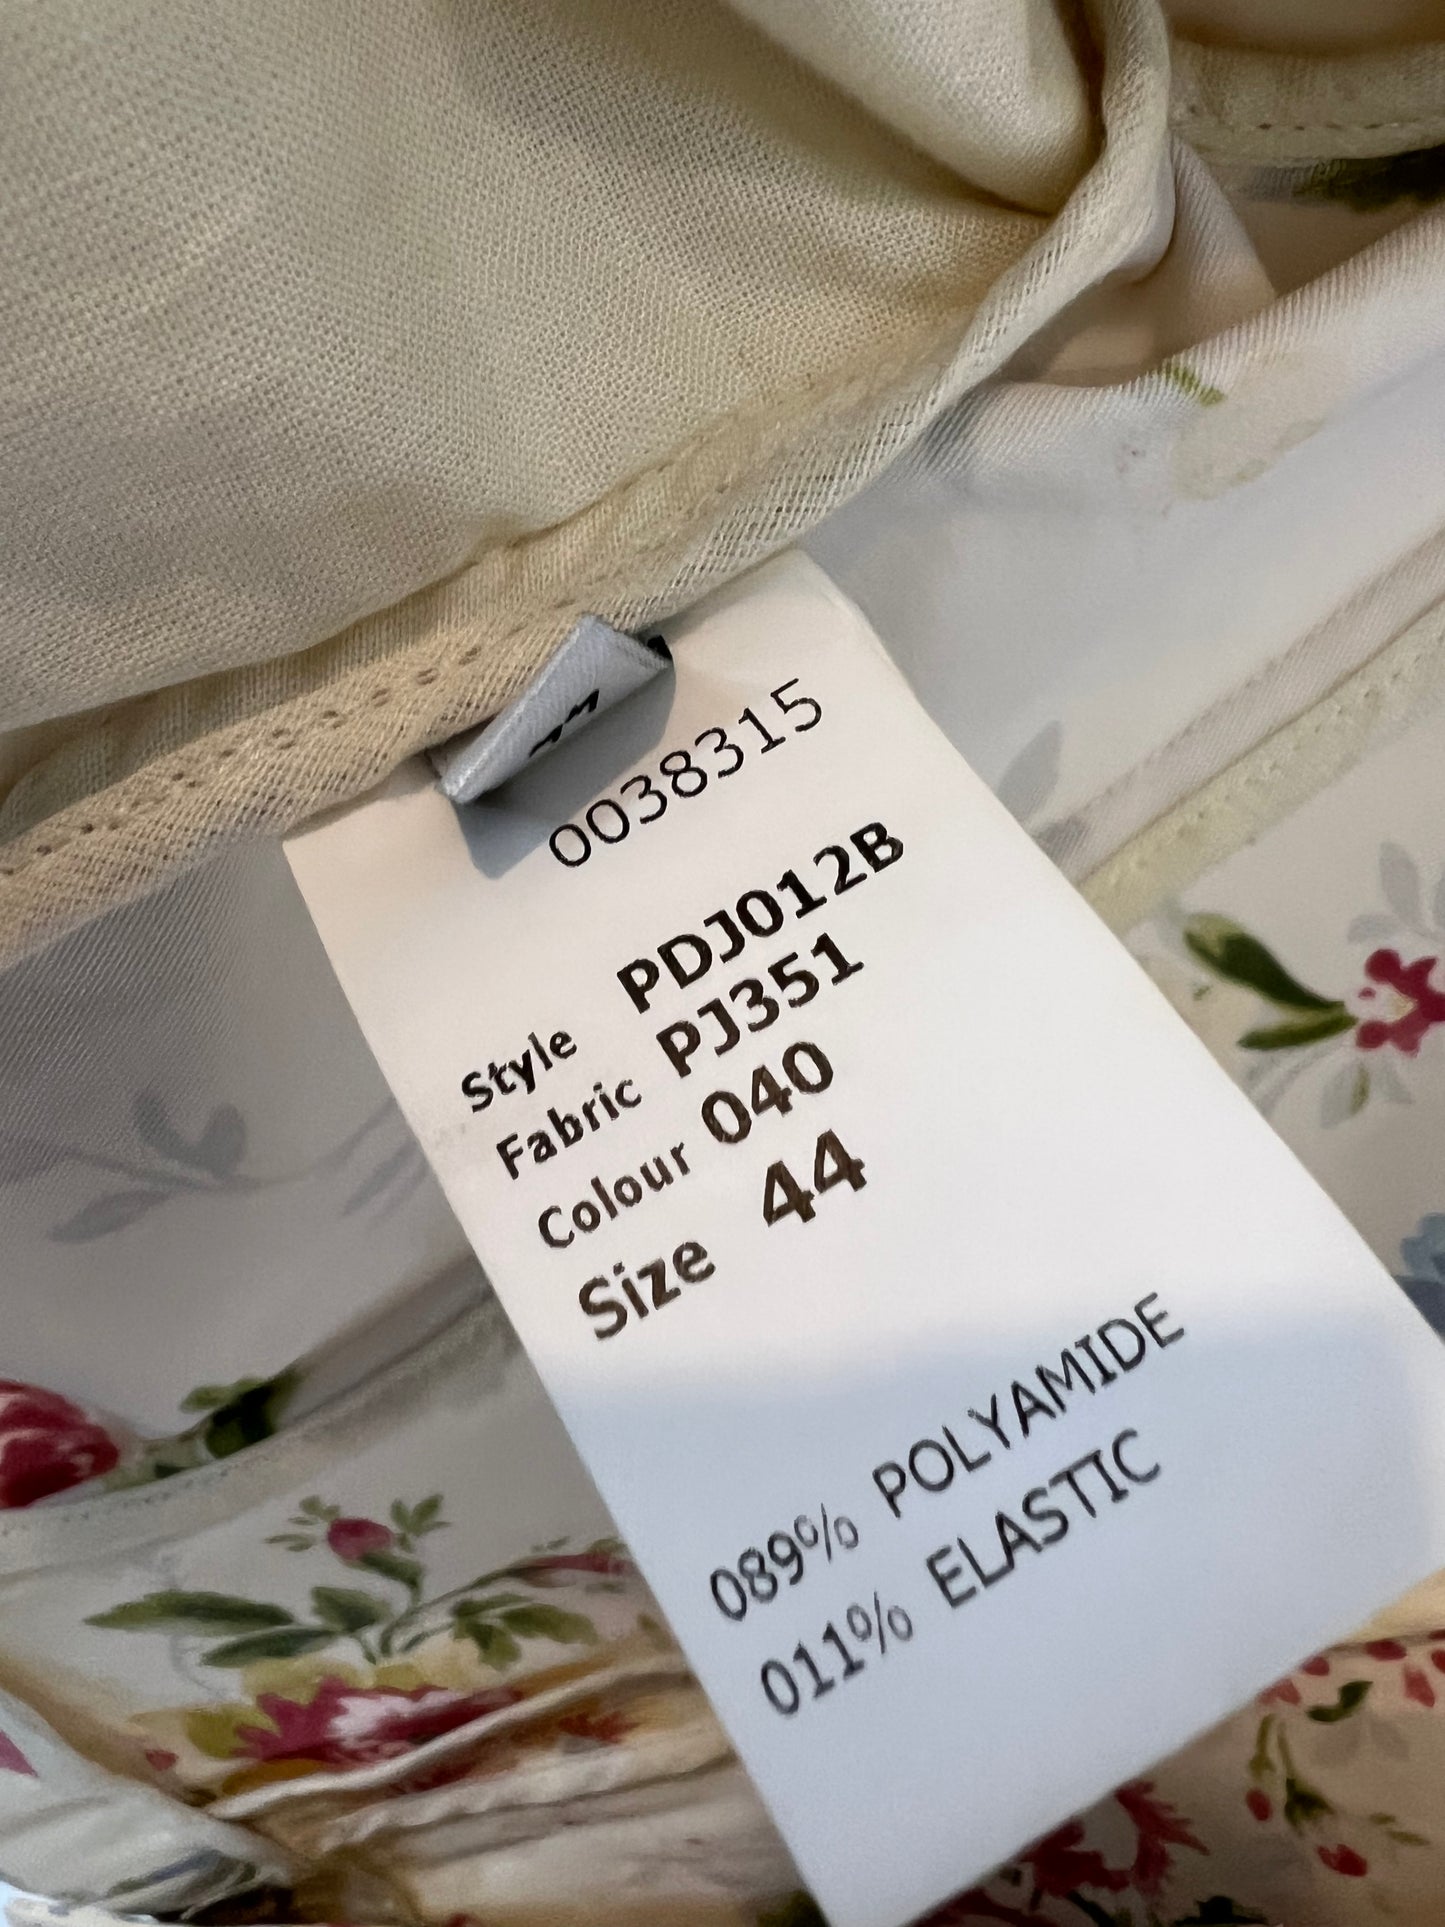 0038315
Style PDJ012B
Fabric PJ351
Colour 040
Size 44
089% POLYAMIDE
011% ELASTIC